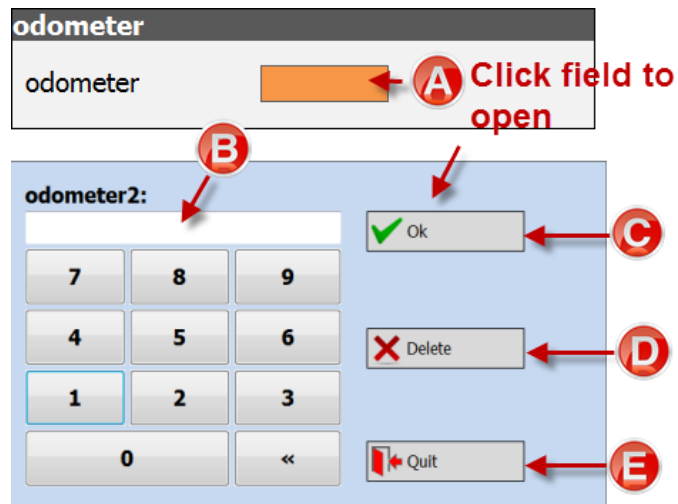 odometer
odometer
A Click field to
open
B
odometer2:
Ok
C
7 8 9
4 5 6
Delete
D
1 2 3
0 «
Quit
E